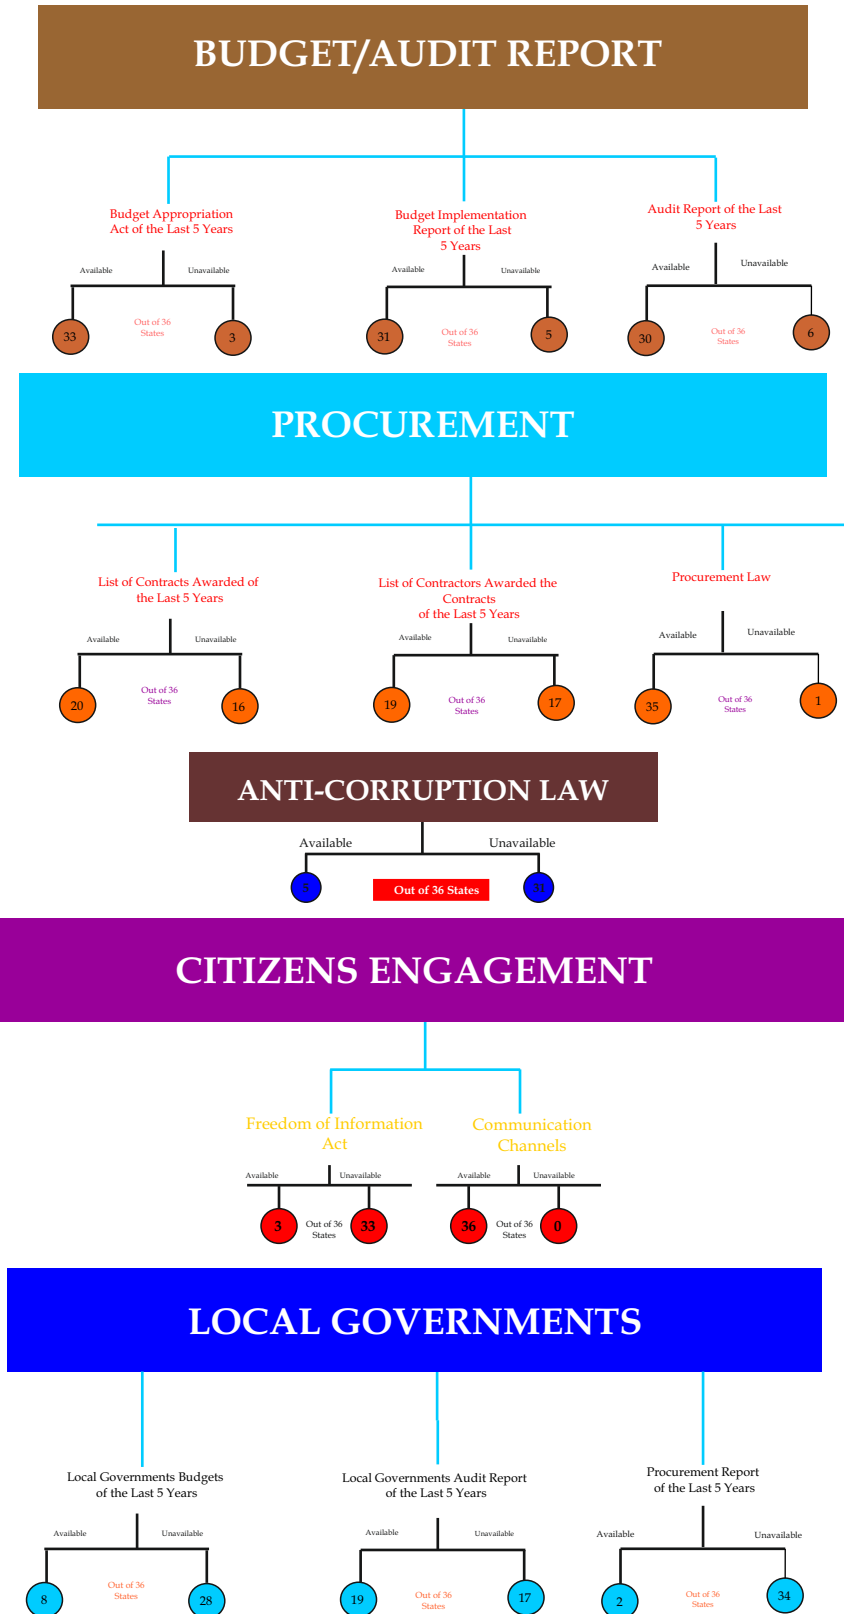 BUDGET/AUDIT REPORT
Budget Appropriation
Act of the Last 5 Years
Available
Unavailable
Out of 36
States
33
3
Budget Implementation
Report of the Last
5 Years
Available
Unavailable
Out of 36
States
31
5
Audit Report of the Last
5 Years
Available
Unavailable
Out of 36
States
30
6
PROCUREMENT
List of Contracts Awarded of
the Last 5 Years
Available
Unavailable
Out of 36
States
20
16
List of Contractors Awarded the
Contracts
of the Last 5 Years
Available
Unavailable
Out of 36
States
19
17
Procurement Law
Available
Unavailable
Out of 36
States
35
1
ANTI-CORRUPTION LAW
Available
Unavailable
5
Out of 36 States
31
CITIZENS ENGAGEMENT
Freedom of Information
Act
Available
Unavailable
3
Out of 36
States
33
Communication
Channels
Available
Unavailable
36
Out of 36
States
0
LOCAL GOVERNMENTS
Local Governments Budgets
of the Last 5 Years
Available
Unavailable
Out of 36
States
8
28
Local Governments Audit Report
of the Last 5 Years
Available
Unavailable
Out of 36
States
19
17
Procurement Report
of the Last 5 Years
Available
Unavailable
Out of 36
States
2
34